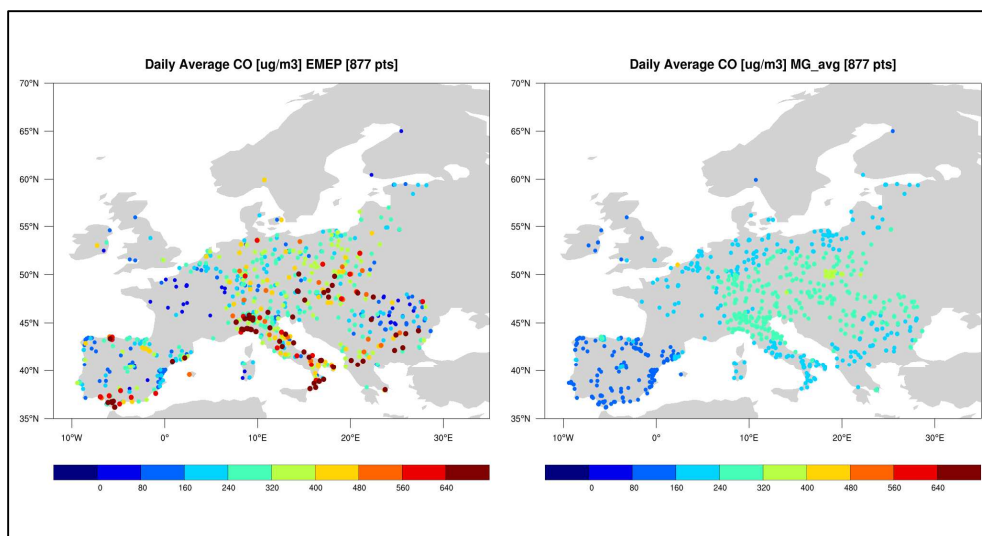 Daily Average CO [ug/m3] EMEP [877 pts]
70°N
65°N
60°N
55°N
50°N
45°N
40°N
35°N
10°W 0° 10°E 20°E 30°E
0 80 160 240 320 400 480 560 640
Daily Average CO [ug/m3] MG_avg [877 pts]
70°N
65°N
60°N
55°N
50°N
45°N
40°N
35°N
10°W 0° 10°E 20°E 30°E
0 80 160 240 320 400 480 560 640